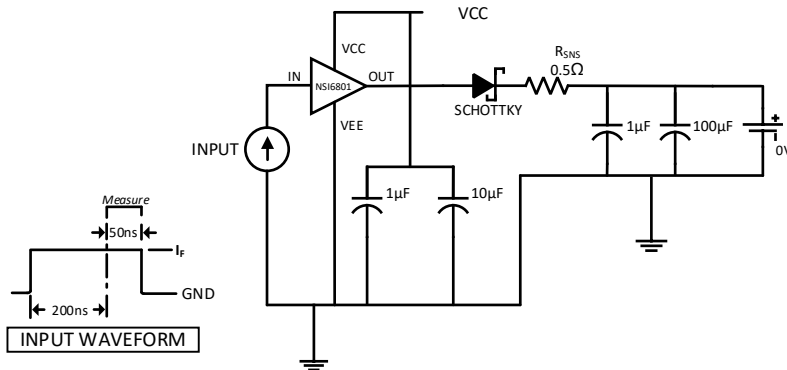 VCC
VCC
R_SNS
0.5Ω
IN
NSI6801
OUT
SCHOTTKY
VEE
1µF
100µF
+
0V
INPUT
1µF
10µF
Measure
50ns
I_F
GND
200ns
INPUT WAVEFORM